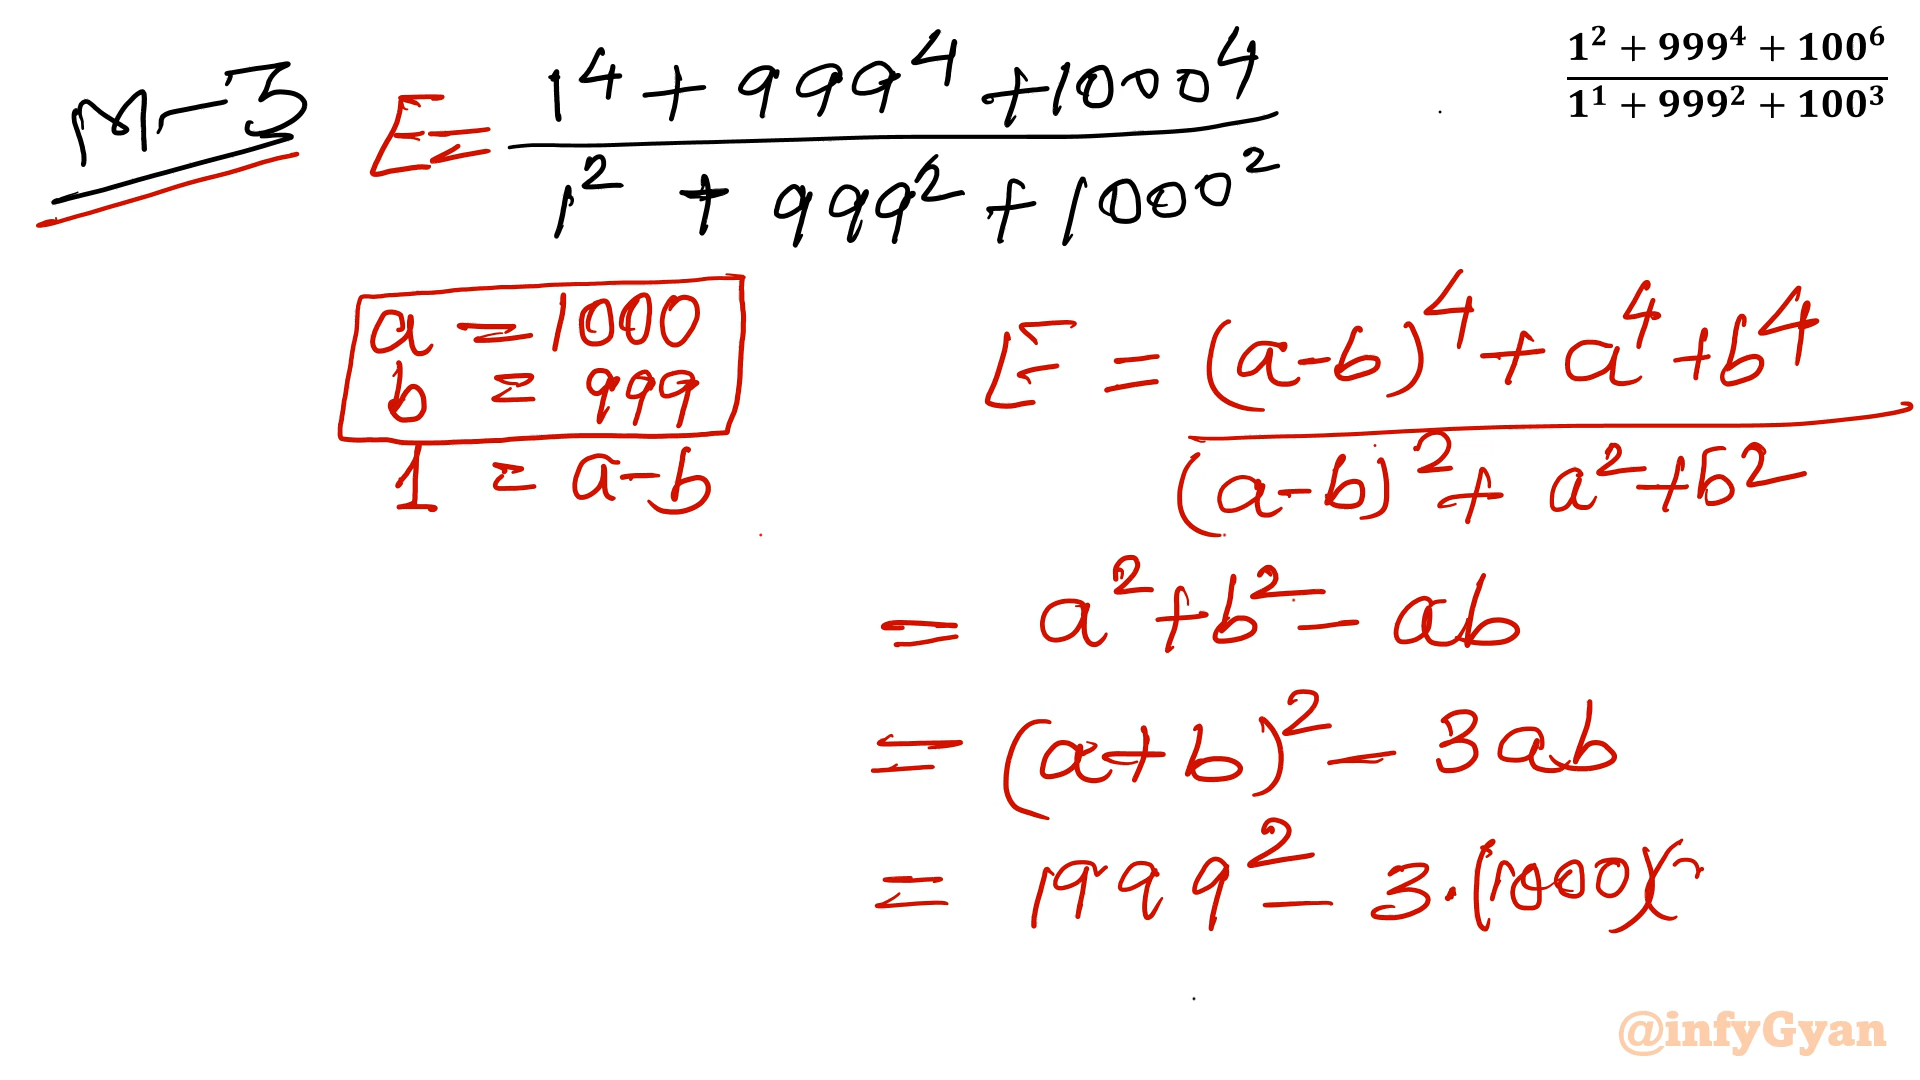 M-3
E = (1⁴ + 999⁴ + 1000⁴) / (1² + 999² + 1000²)
(1² + 999⁴ + 100⁶) / (1¹ + 999² + 100³)
a = 1000
b = 999
1 = a-b
E = ((a-b)⁴ + a⁴ + b⁴) / ((a-b)² + a² + b²)
= a² + b² - ab
= (a+b)² - 3ab
= 1999² - 3.(1000)(
@infyGyan